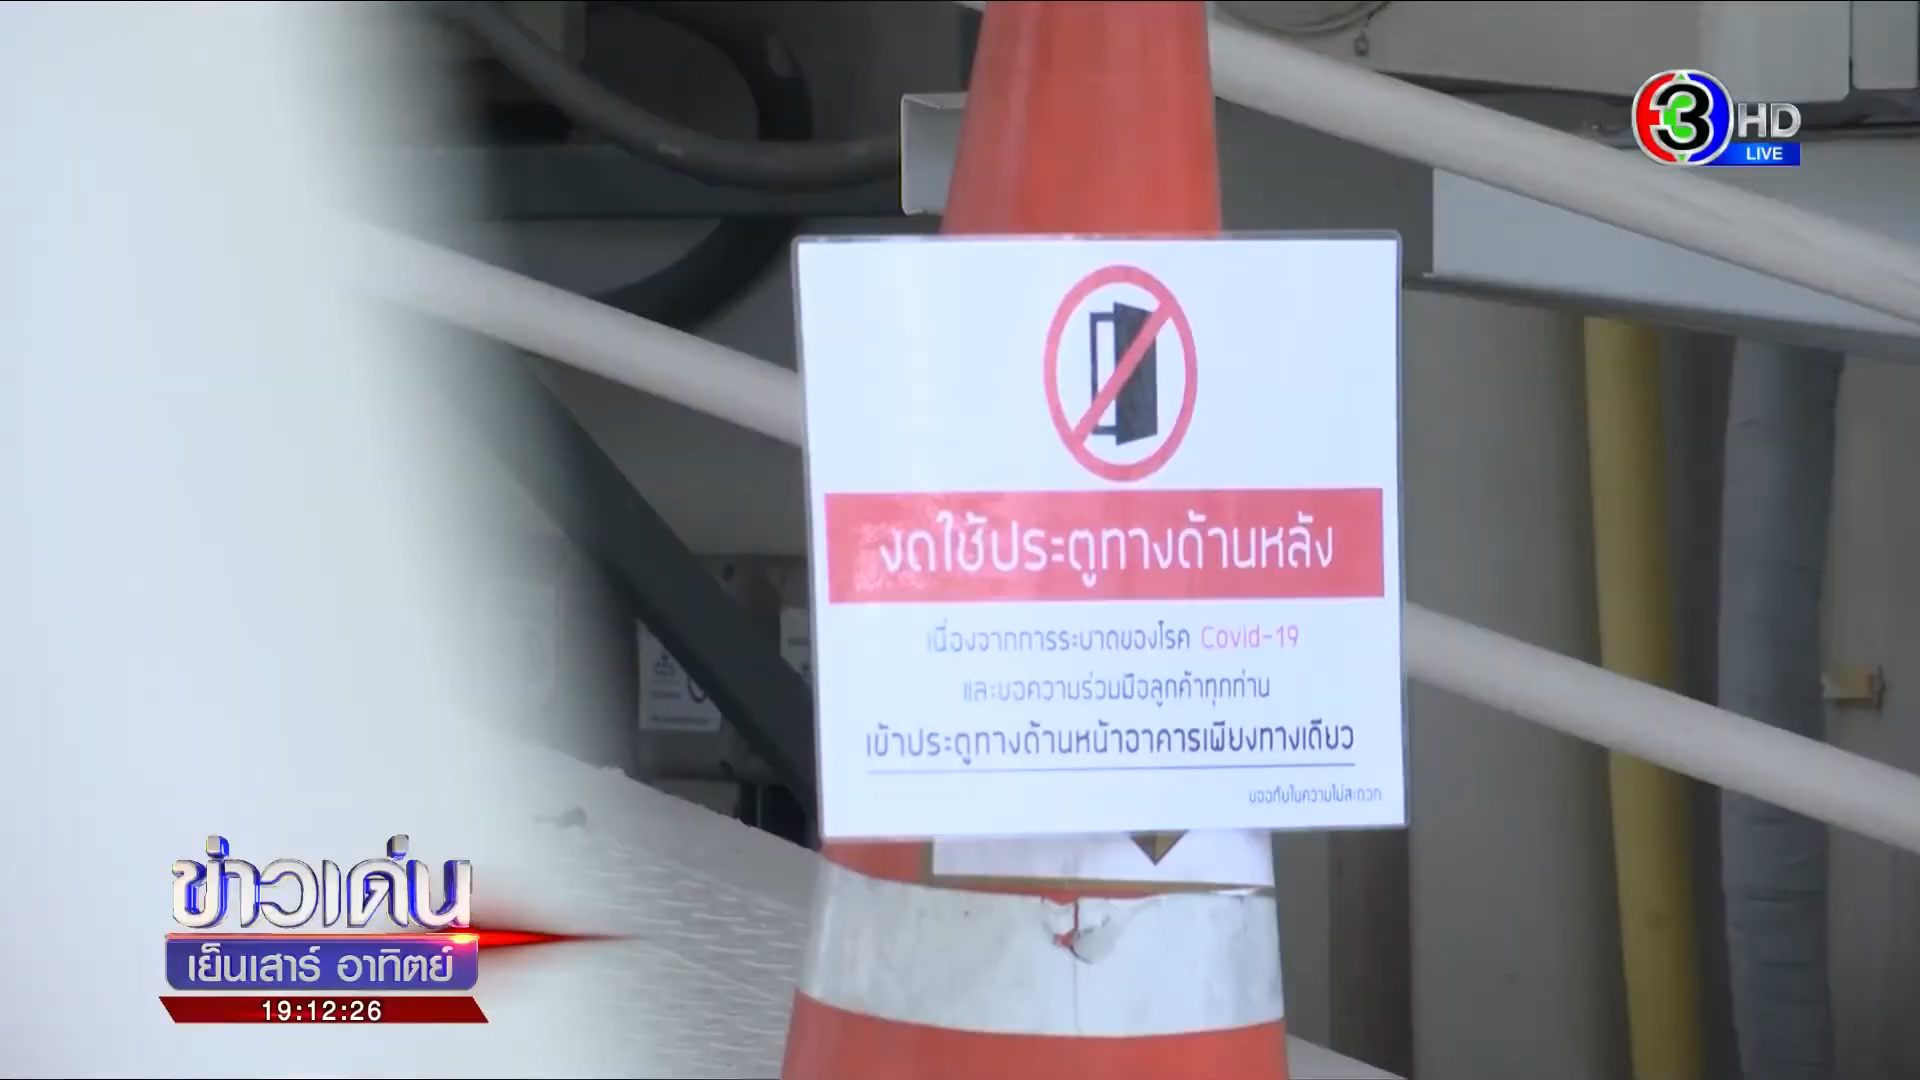 3 HD
LIVE
งดใช้ประตูทางด้านหลัง
เนื่องจากการระบาดของโรค Covid-19
และขอความร่วมมือลูกค้าทุกท่าน
เข้าประตูทางด้านหน้าอาคารเพียงทางเดียว
ขออภัยในความไม่สะดวก
ข่าวเด่น
เย็นเสาร์ อาทิตย์
19:12:26